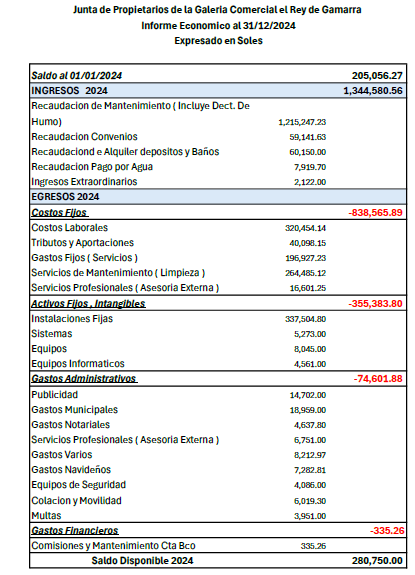 Junta de Propietarios de la Galeria Comercial el Rey de Gamarra
Informe Economico al 31/12/2024
Expresado en Soles
Saldo al 01/01/2024 205,056.27
INGRESOS 2024 1,344,580.56
Recaudacion de Mantenimiento ( Incluye Dect. De
Humo) 1,215,247.23
Recaudacion Convenios 59,141.63
Recaudaciond e Alquiler depositos y Baños 60,150.00
Recaudacion Pago por Agua 7,919.70
Ingresos Extraordinarios 2,122.00
EGRESOS 2024
Costos Fijos -838,565.89
Costos Laborales 320,454.14
Tributos y Aportaciones 40,098.15
Gastos Fijos ( Servicios ) 196,927.23
Servicios de Mantenimiento ( Limpieza ) 264,485.12
Servicios Profesionales ( Asesoria Externa ) 16,601.25
Activos Fijos , Intangibles -355,383.80
Instalaciones Fijas 337,504.80
Sistemas 5,273.00
Equipos 8,045.00
Equipos Informaticos 4,561.00
Gastos Administrativos -74,601.88
Publicidad 14,702.00
Gastos Municipales 18,959.00
Gastos Notariales 4,637.80
Servicios Profesionales ( Asesoria Externa ) 6,751.00
Gastos Varios 8,212.97
Gastos Navideños 7,282.81
Equipos de Seguridad 4,086.00
Colacion y Movilidad 6,019.30
Multas 3,951.00
Gastos Financieros -335.26
Comisiones y Mantenimiento Cta Bco 335.26
Saldo Disponible 2024 280,750.00